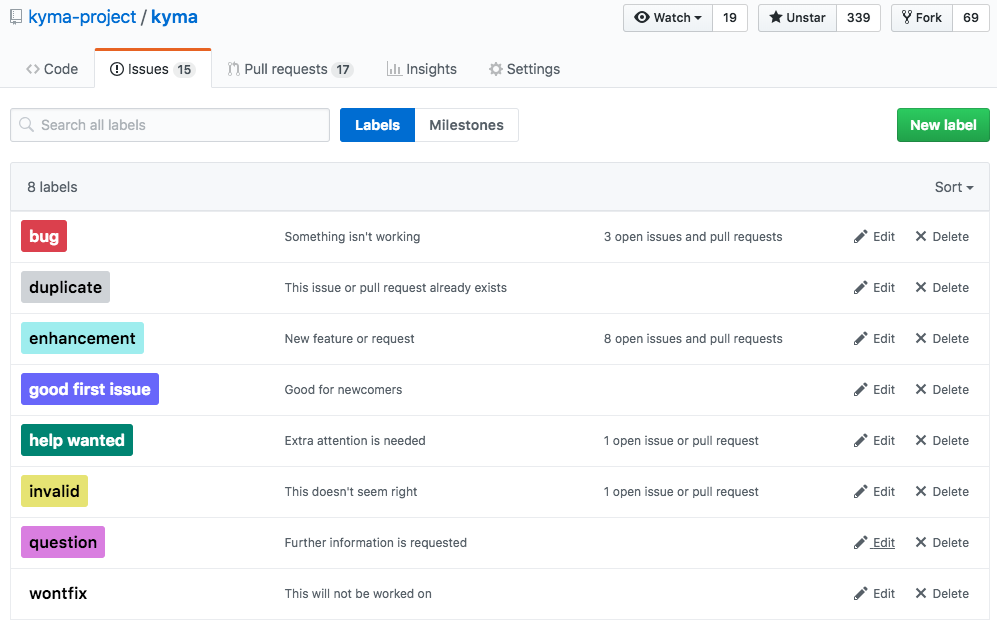 kyma-project / kyma Watch 19 Unstar 339 Fork 69
Code Issues 15 Pull requests 17 Insights Settings
Search all labels Labels Milestones New label
8 labels Sort
bug Something isn't working 3 open issues and pull requests Edit Delete
duplicate This issue or pull request already exists Edit Delete
enhancement New feature or request 8 open issues and pull requests Edit Delete
good first issue Good for newcomers Edit Delete
help wanted Extra attention is needed 1 open issue or pull request Edit Delete
invalid This doesn't seem right 1 open issue or pull request Edit Delete
question Further information is requested Edit Delete
wontfix This will not be worked on Edit Delete